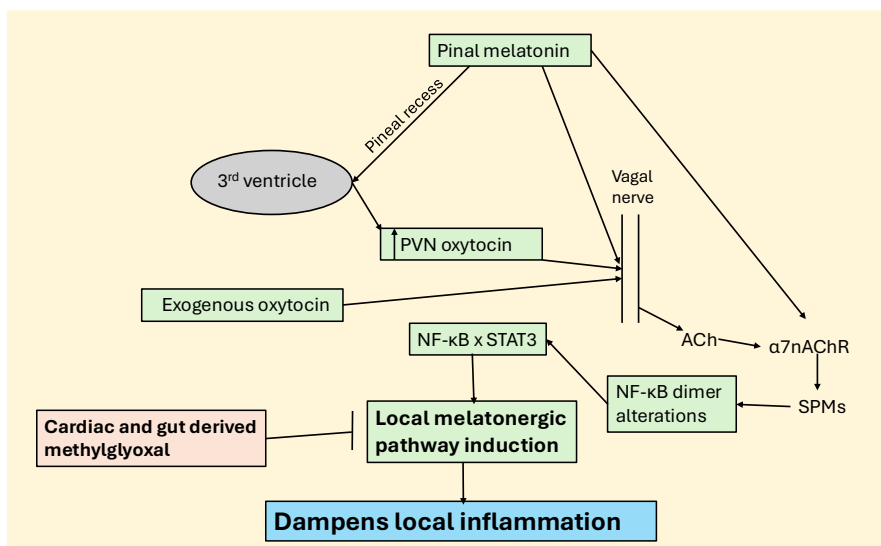 Pinal melatonin
Pineal recess
3rd ventricle
Vagal
nerve
PVN oxytocin
Exogenous oxytocin
NF-κB x STAT3
ACh
α7nAChR
NF-κB dimer
alterations
SPMs
Cardiac and gut derived
methylglyoxal
Local melatonergic
pathway induction
Dampens local inflammation